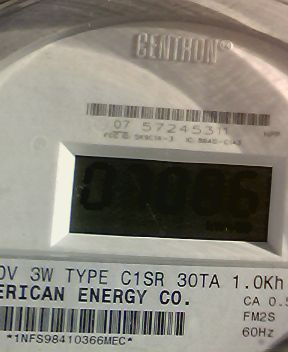 CENTRON®
07 57245311
0V 3W TYPE C1SR 30TA 1.0Kh
ERICAN ENERGY CO.
CA 0.5
FM2S
60Hz
*1NFS98410366MEC*